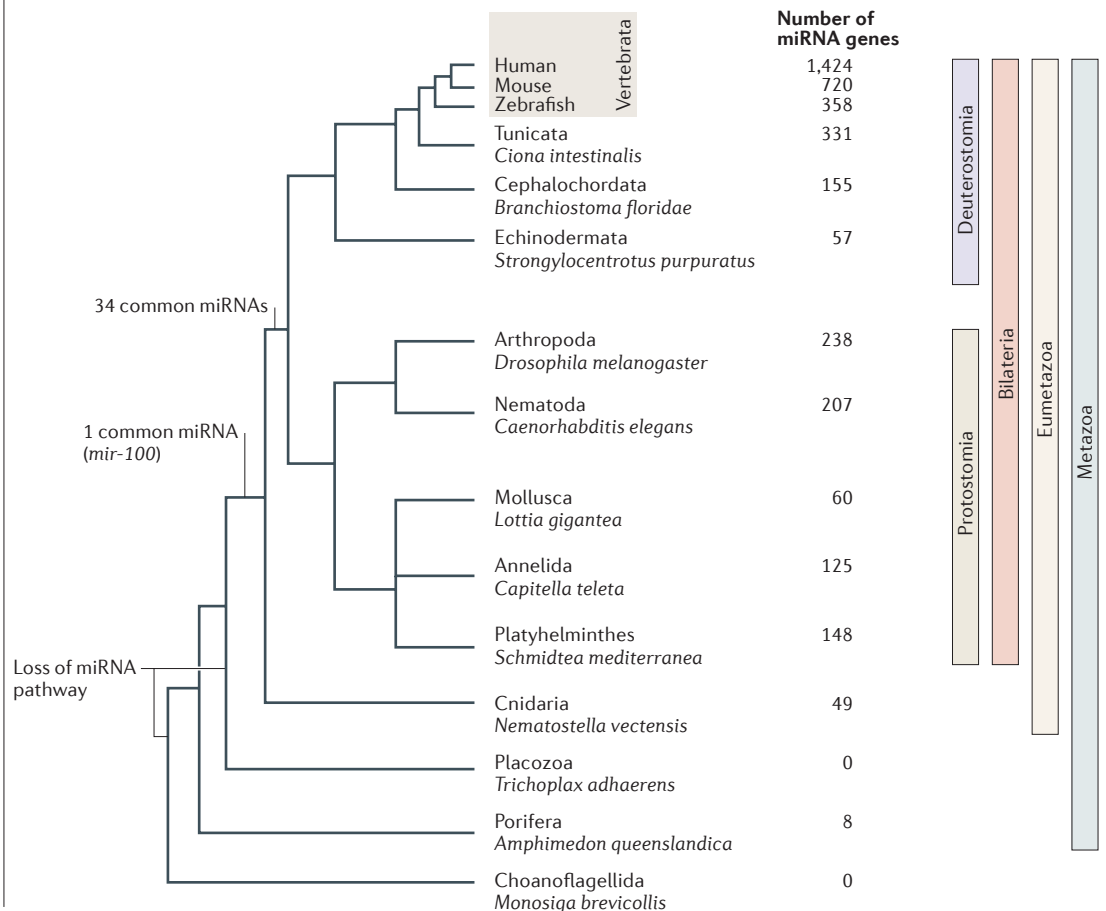 Number of
miRNA genes
Vertebrata
Human 1,424
Mouse 720
Zebrafish 358
Tunicata 331
Ciona intestinalis
Cephalochordata 155
Branchiostoma floridae
Echinodermata 57
Strongylocentrotus purpuratus
Deuterostomia
34 common miRNAs
Arthropoda 238
Drosophila melanogaster
Nematoda 207
Caenorhabditis elegans
1 common miRNA
(mir-100)
Mollusca 60
Lottia gigantea
Annelida 125
Capitella teleta
Platyhelminthes 148
Schmidtea mediterranea
Protostomia
Bilateria
Eumetazoa
Metazoa
Loss of miRNA
pathway
Cnidaria 49
Nematostella vectensis
Placozoa 0
Trichoplax adhaerens
Porifera 8
Amphimedon queenslandica
Choanoflagellida 0
Monosiga brevicollis